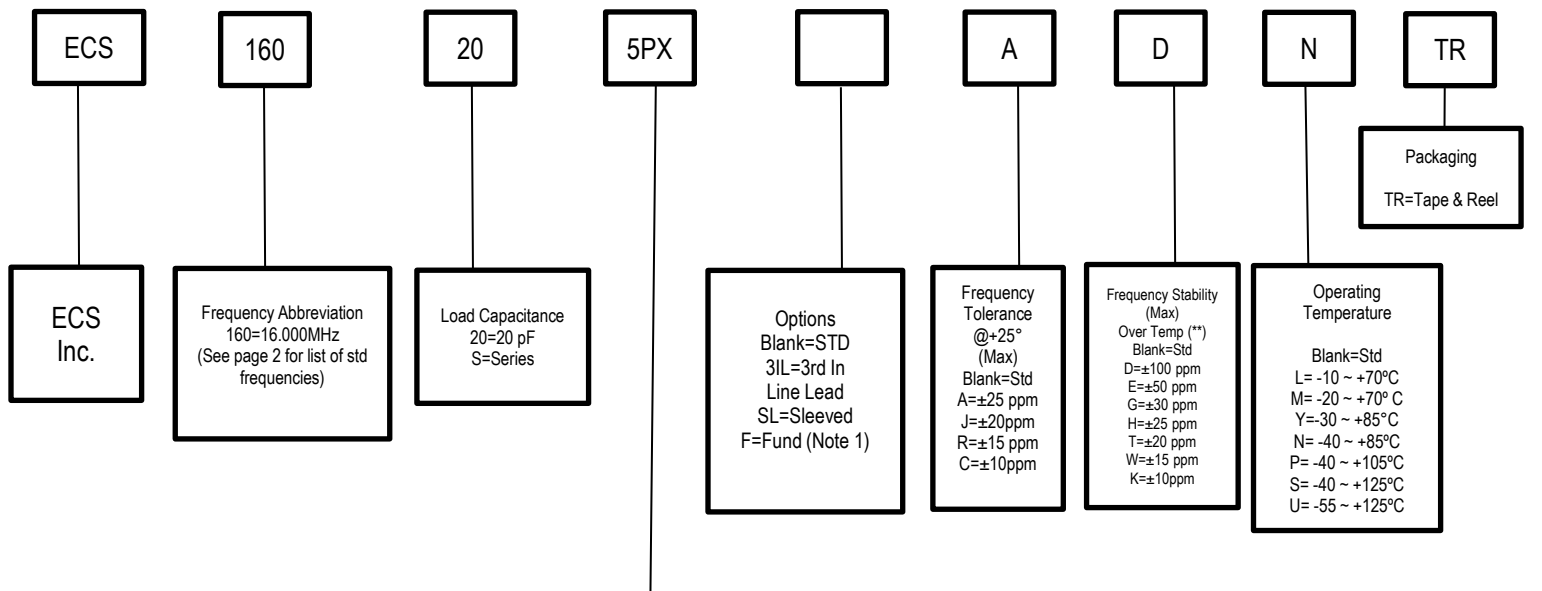 ECS
160
20
5PX
A
D
N
TR
Packaging
TR=Tape & Reel
ECS
Inc.
Frequency Abbreviation
160=16.000MHz
(See page 2 for list of std
frequencies)
Load Capacitance
20=20 pF
S=Series
Options
Blank=STD
3IL=3rd In
Line Lead
SL=Sleeved
F=Fund (Note 1)
Frequency
Tolerance
@+25°
(Max)
Blank=Std
A=±25 ppm
J=±20ppm
R=±15 ppm
C=±10ppm
Frequency Stability
(Max)
Over Temp (**)
Blank=Std
D=±100 ppm
E=±50 ppm
G=±30 ppm
H=±25 ppm
T=±20 ppm
W=±15 ppm
K=±10ppm
Operating
Temperature
Blank=Std
L= -10 ~ +70ºC
M= -20 ~ +70º C
Y=-30 ~ +85°C
N= -40 ~ +85ºC
P= -40 ~ +105ºC
S= -40 ~ +125ºC
U= -55 ~ +125ºC